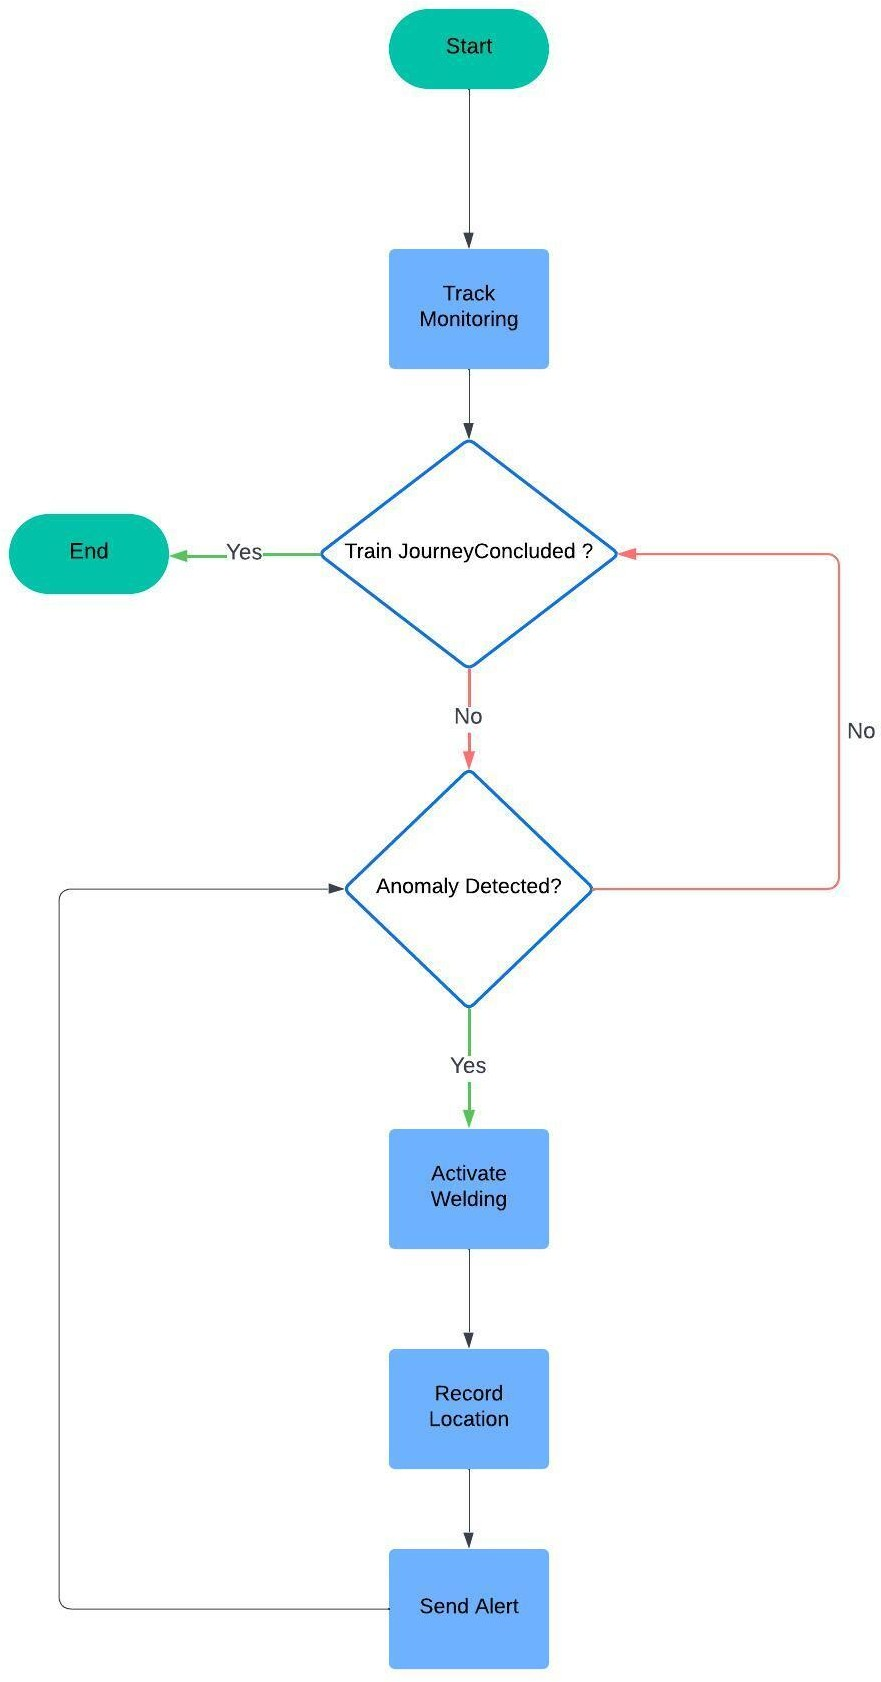 Start
Track
Monitoring
Train JourneyConcluded ?
Yes
End
No
No
Anomaly Detected?
Yes
Activate
Welding
Record
Location
Send Alert